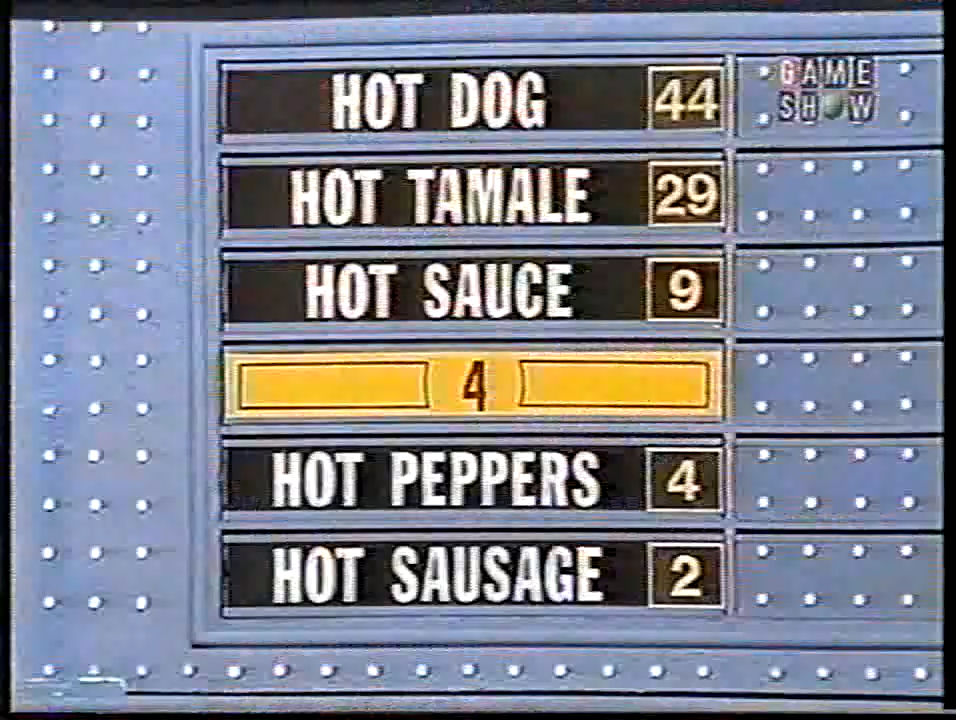 HOT DOG 44
GAME
SHOW
HOT TAMALE 29
HOT SAUCE 9
4
HOT PEPPERS 4
HOT SAUSAGE 2